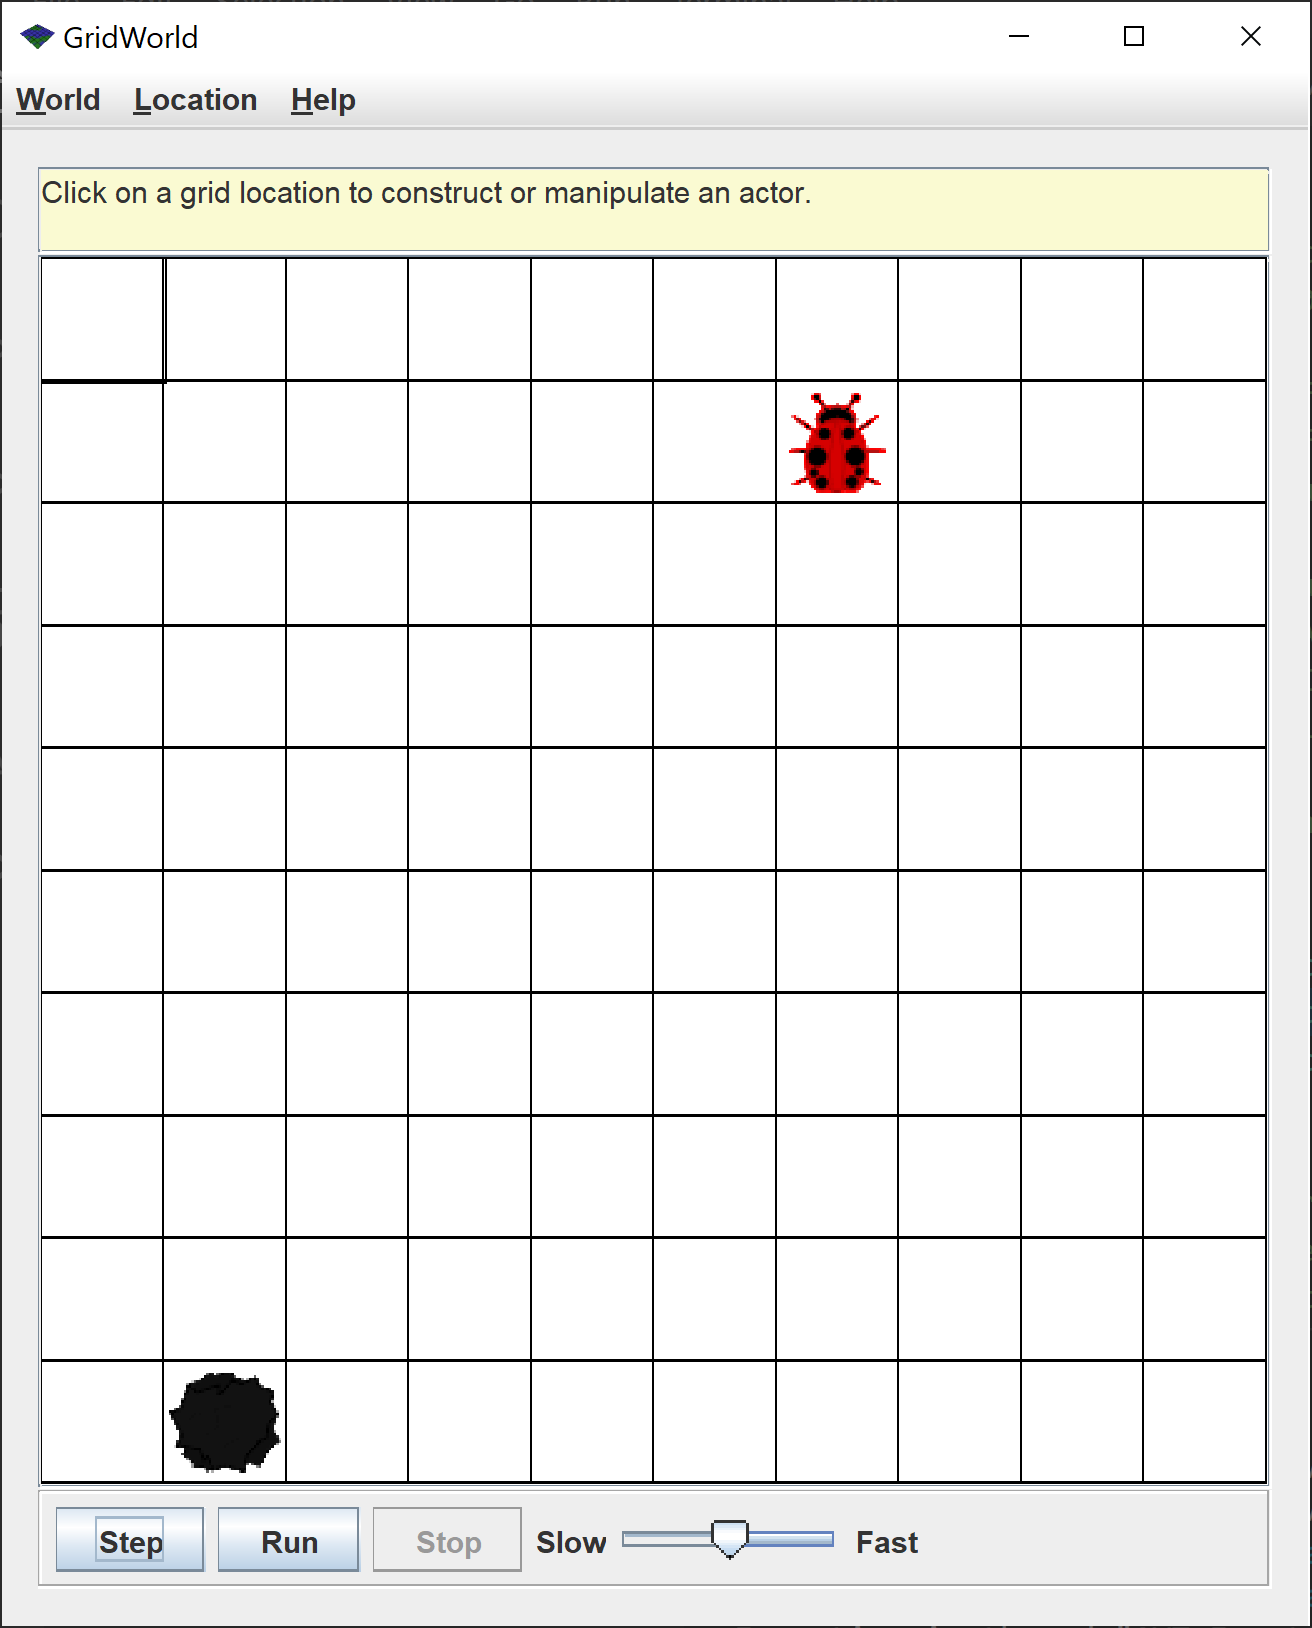 GridWorld
World Location Help
Click on a grid location to construct or manipulate an actor.
Step Run Stop Slow Fast